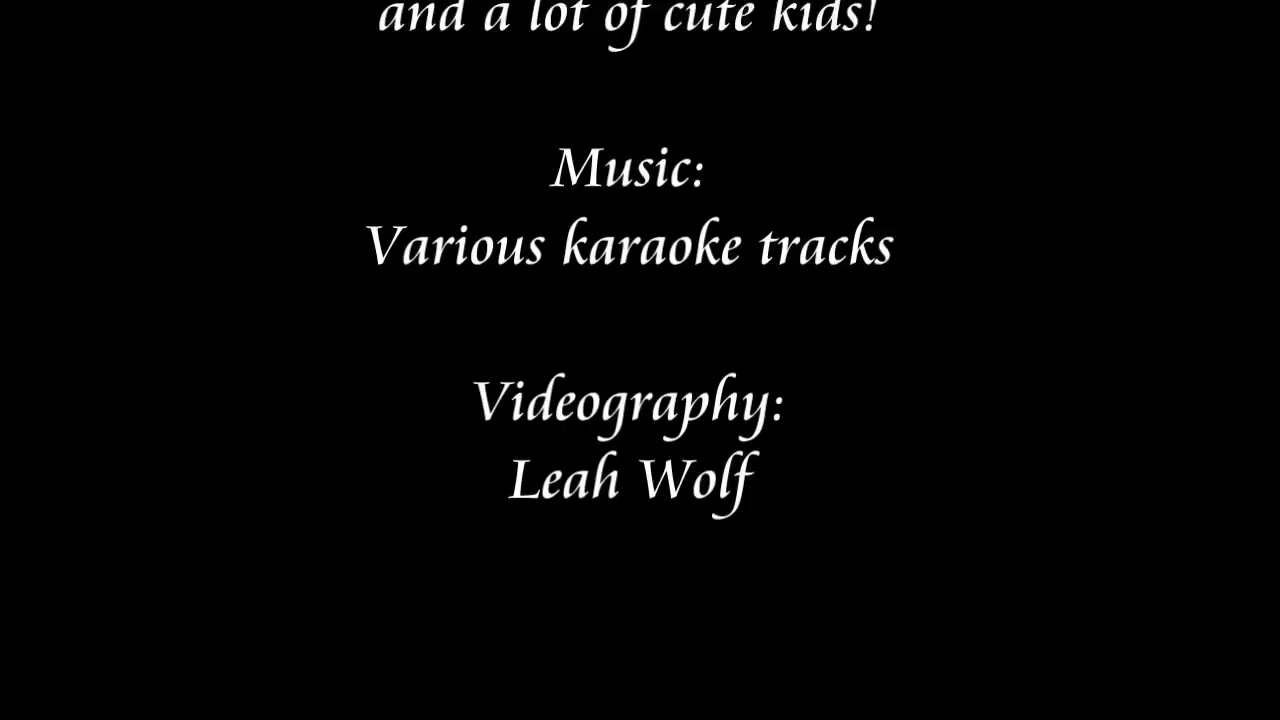 and a lot of cute kids!
Music:
Various karaoke tracks
Videography:
Leah Wolf